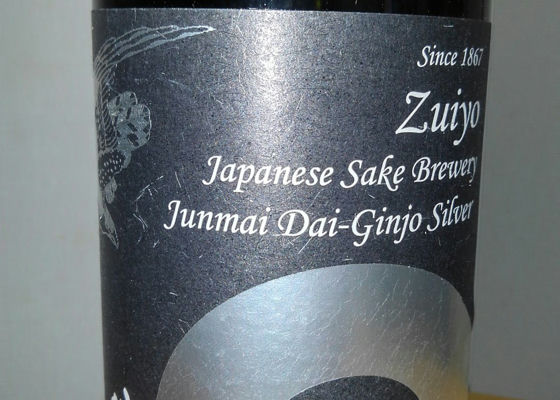 Since 1867
Zuiyo
Japanese Sake Brewery
Junmai Dai-Ginjo Silver